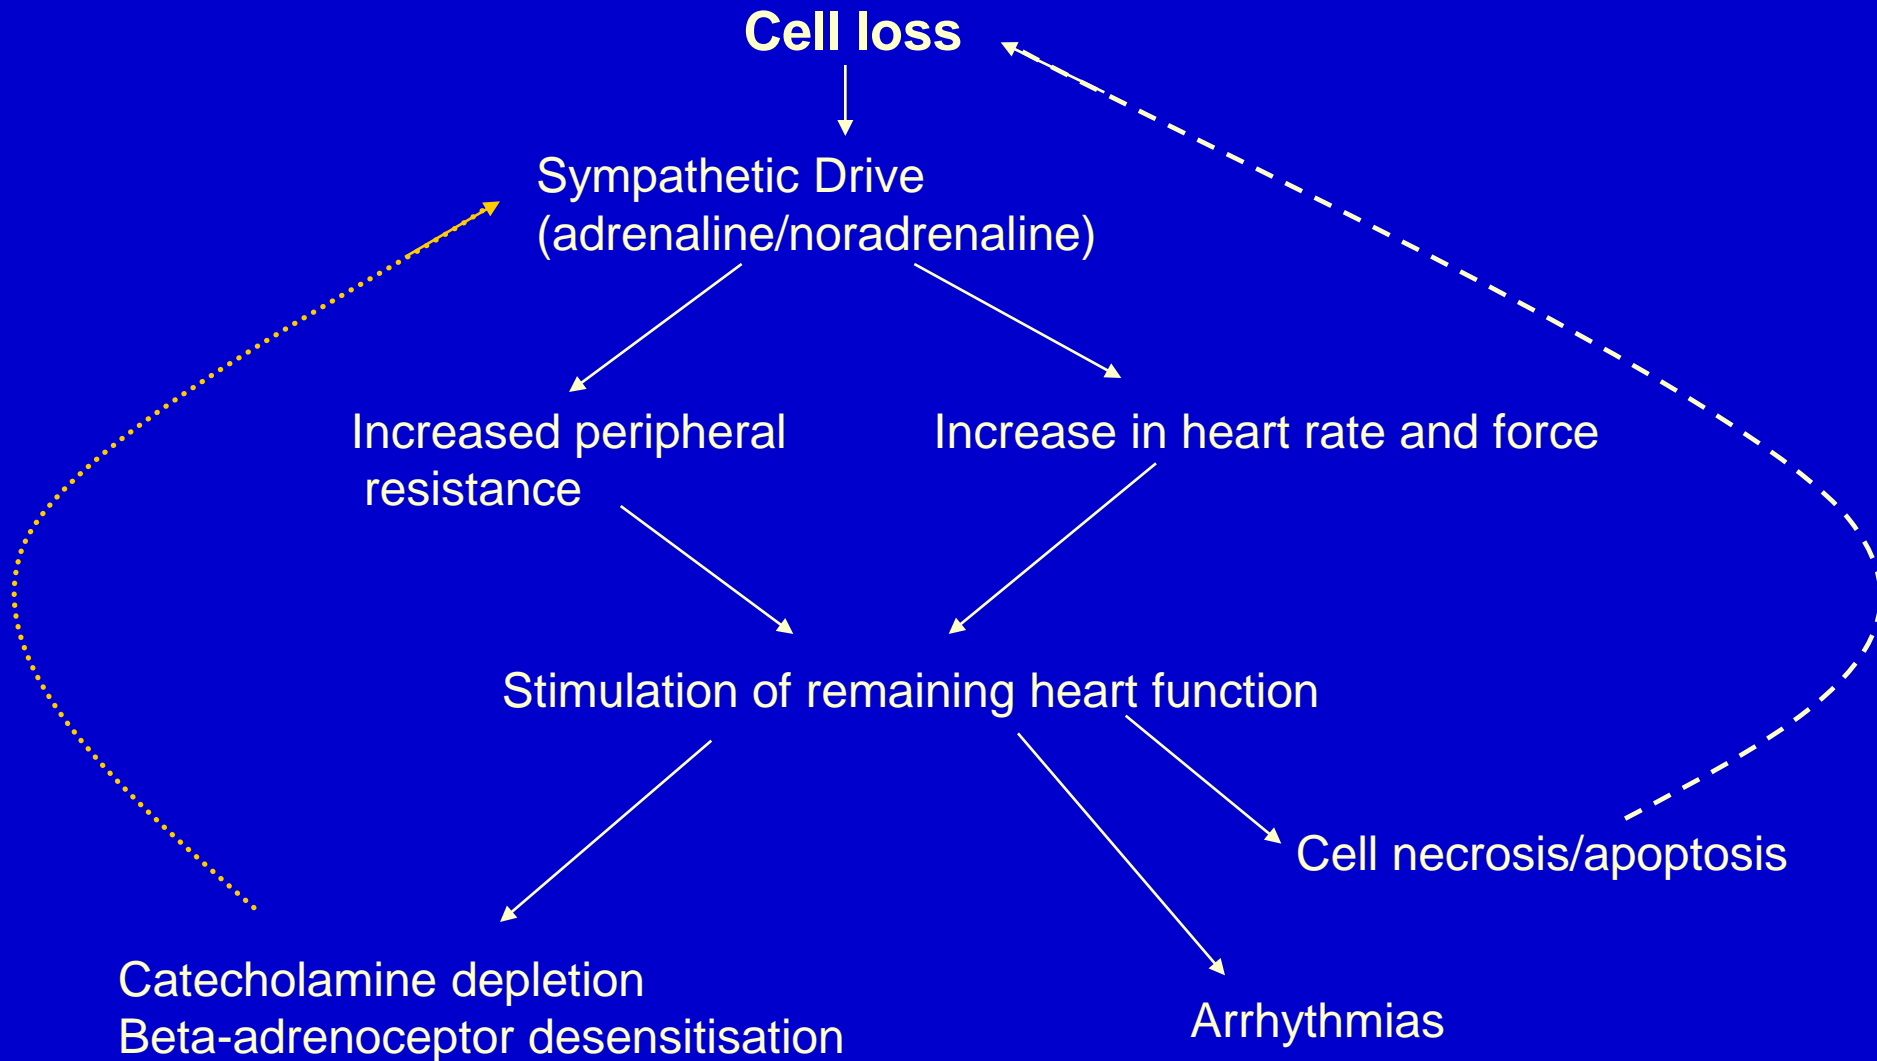 Cell loss
Sympathetic Drive
(adrenaline/noradrenaline)
Increased peripheral
resistance
Increase in heart rate and force
Stimulation of remaining heart function
Cell necrosis/apoptosis
Catecholamine depletion
Beta-adrenoceptor desensitisation
Arrhythmias